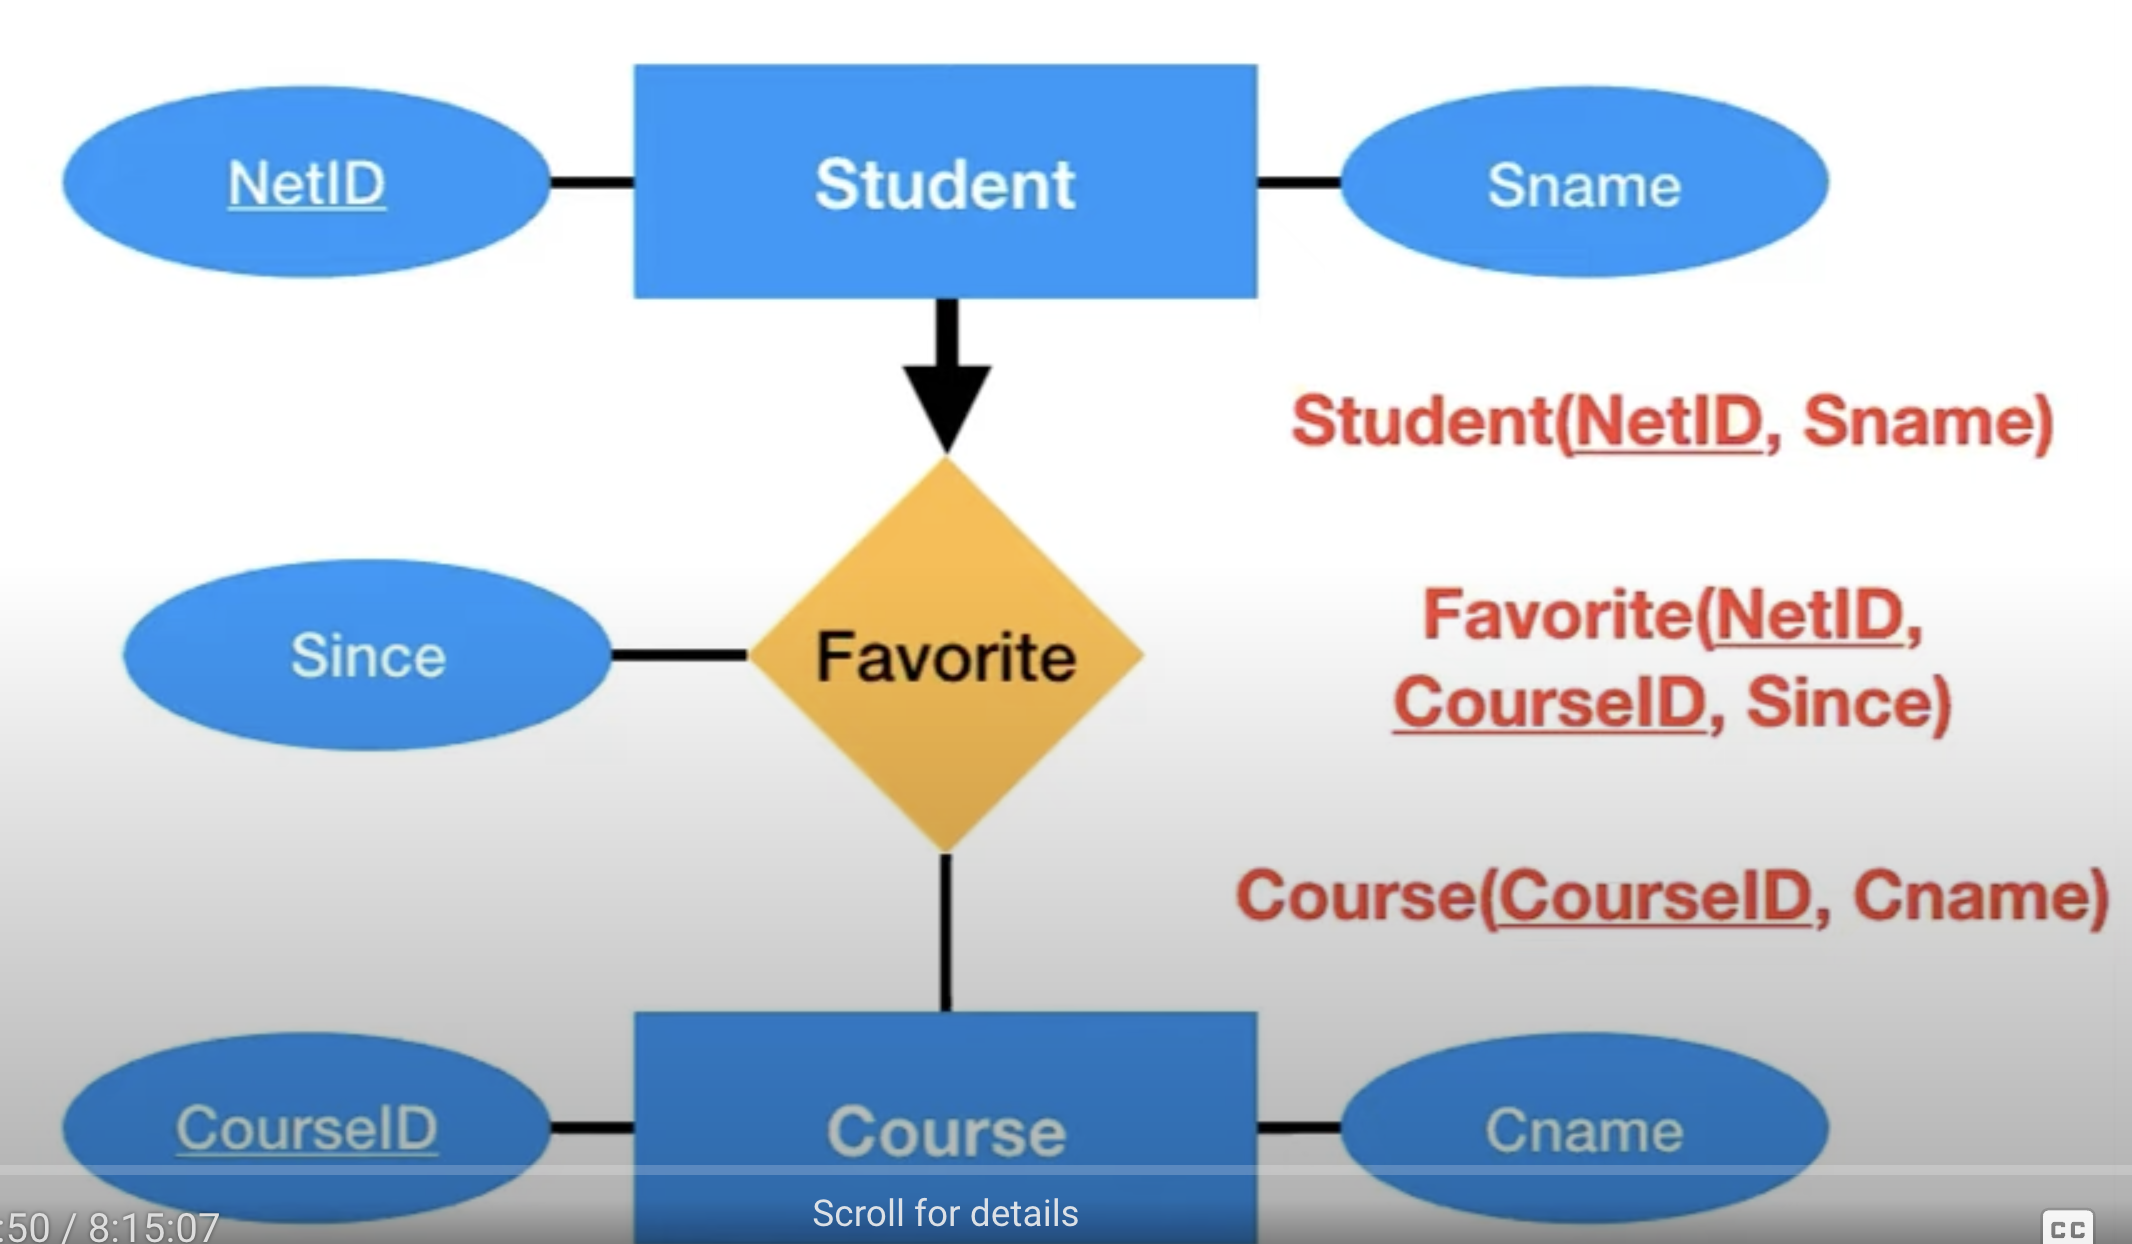 NetID
Student
Sname
Student(NetID, Sname)
Since
Favorite
Favorite(NetID,
CourseID, Since)
Course(CourseID, Cname)
CourseID
Course
Cname
Scroll for details
:50 / 8:15:07
CC